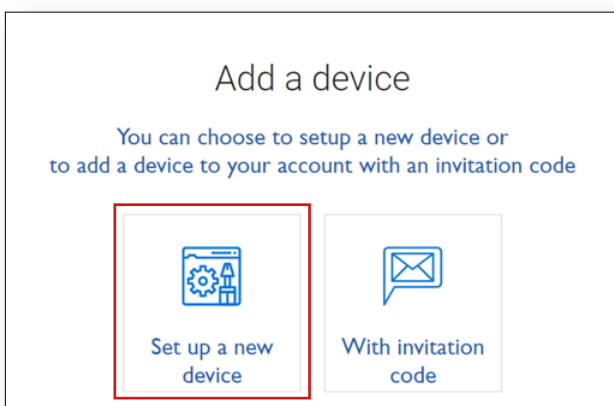 Add a device
You can choose to setup a new device or
to add a device to your account with an invitation code
Set up a new
device
With invitation
code